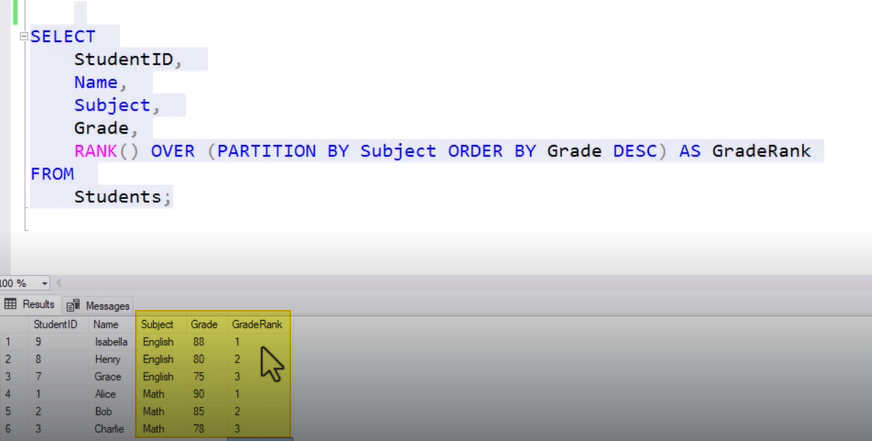 SELECT
StudentID,
Name,
Subject,
Grade,
RANK() OVER (PARTITION BY Subject ORDER BY Grade DESC) AS GradeRank
FROM
Students;
100 %
Results Messages
StudentID Name Subject Grade GradeRank
1 9 Isabella English 88 1
2 8 Henry English 80 2
3 7 Grace English 75 3
4 1 Alice Math 90 1
5 2 Bob Math 85 2
6 3 Charlie Math 78 3